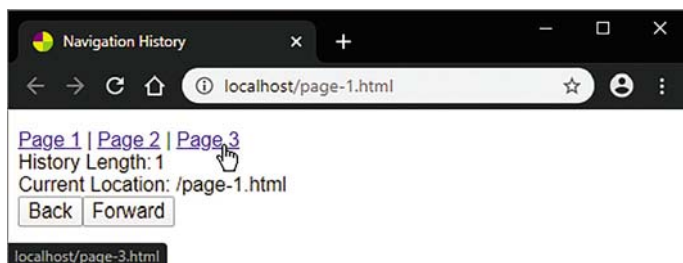 Navigation History
localhost/page-1.html
Page 1 | Page 2 | Page 3
History Length: 1
Current Location: /page-1.html
Back Forward
localhost/page-3.html